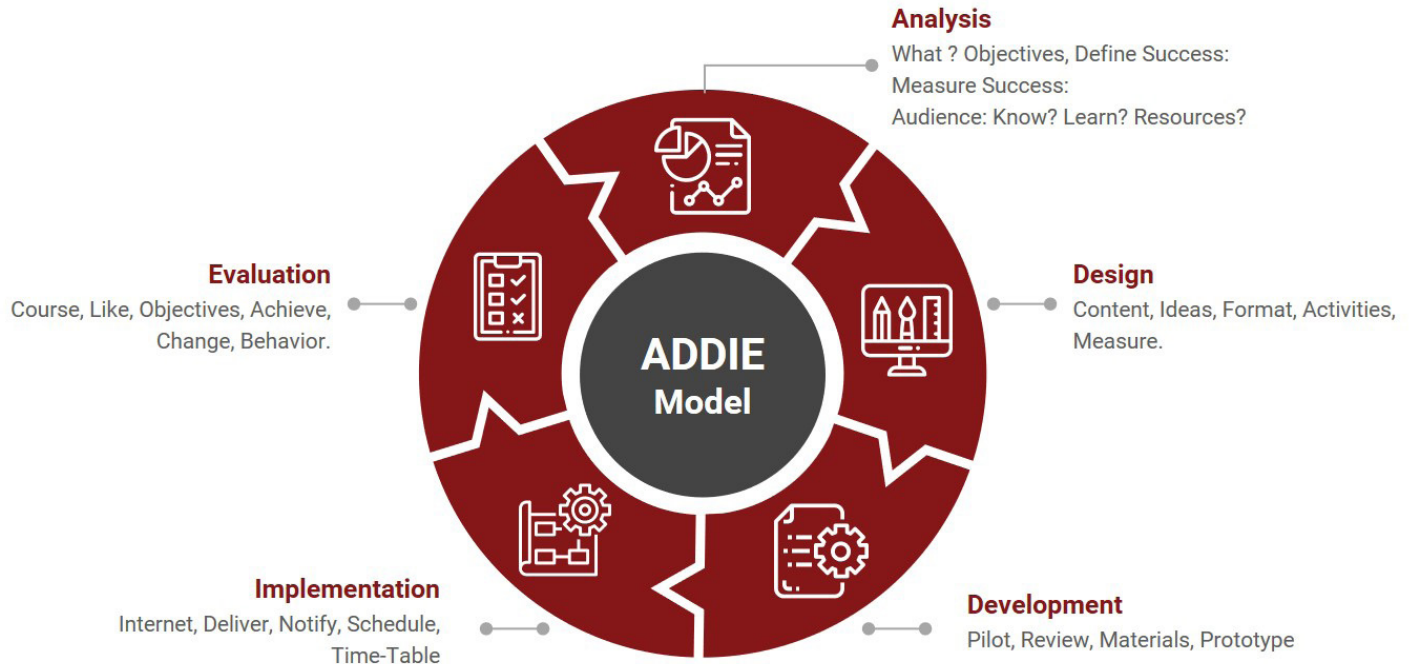 Analysis
What ? Objectives, Define Success:
Measure Success:
Audience: Know? Learn? Resources?
Design
Content, Ideas, Format, Activities,
Measure.
Development
Pilot, Review, Materials, Prototype
Implementation
Internet, Deliver, Notify, Schedule,
Time-Table
Evaluation
Course, Like, Objectives, Achieve,
Change, Behavior.
ADDIE
Model